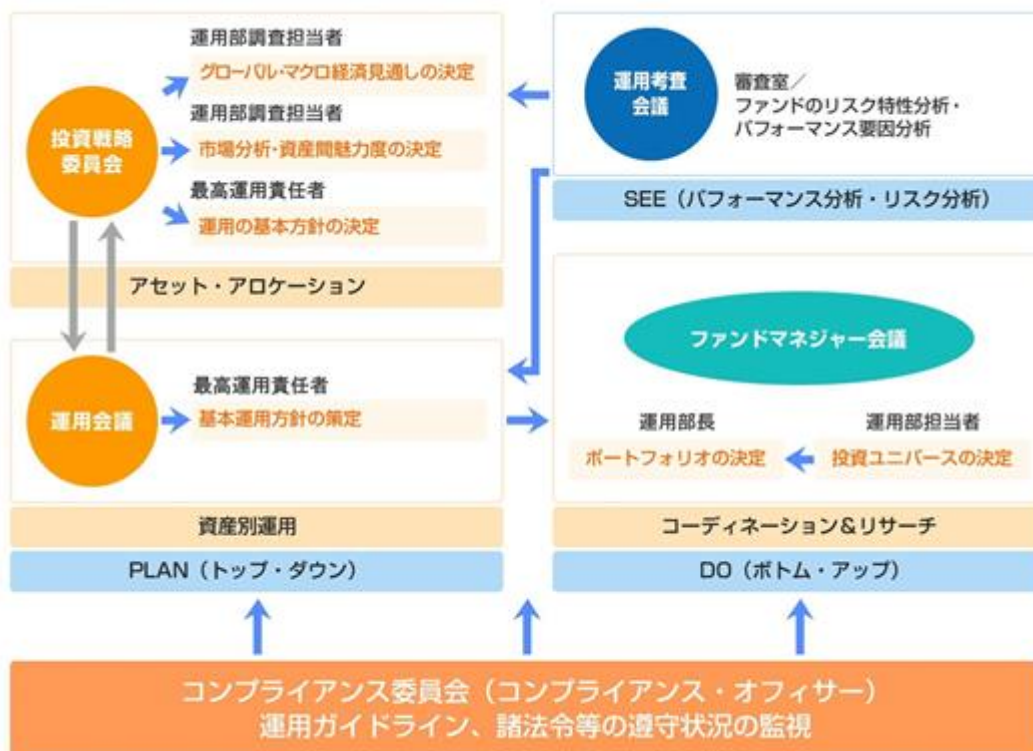 運用部調査担当者
グローバル・マクロ経済見通しの決定
運用部調査担当者
市場分析・資産間魅力度の決定
最高運用責任者
運用の基本方針の決定
投資戦略
委員会
アセット・アロケーション
運用考査
会議
審査室／
ファンドのリスク特性分析・
パフォーマンス要因分析
SEE（パフォーマンス分析・リスク分析）
運用会議
最高運用責任者
基本運用方針の策定
資産別運用
PLAN（トップ・ダウン）
ファンドマネジャー会議
運用部長
ポートフォリオの決定
運用部担当者
投資ユニバースの決定
コーディネーション＆リサーチ
DO（ボトム・アップ）
コンプライアンス委員会（コンプライアンス・オフィサー）
運用ガイドライン、諸法令等の遵守状況の監視